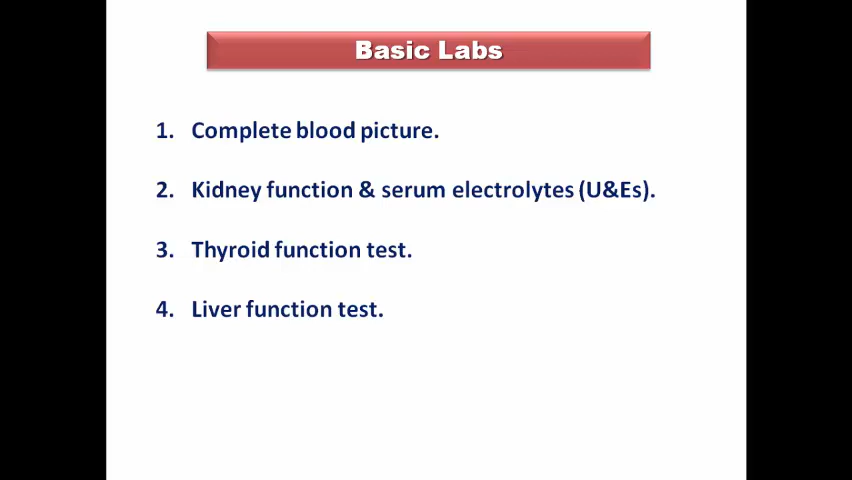 Basic Labs
1. Complete blood picture.
2. Kidney function & serum electrolytes (U&Es).
3. Thyroid function test.
4. Liver function test.